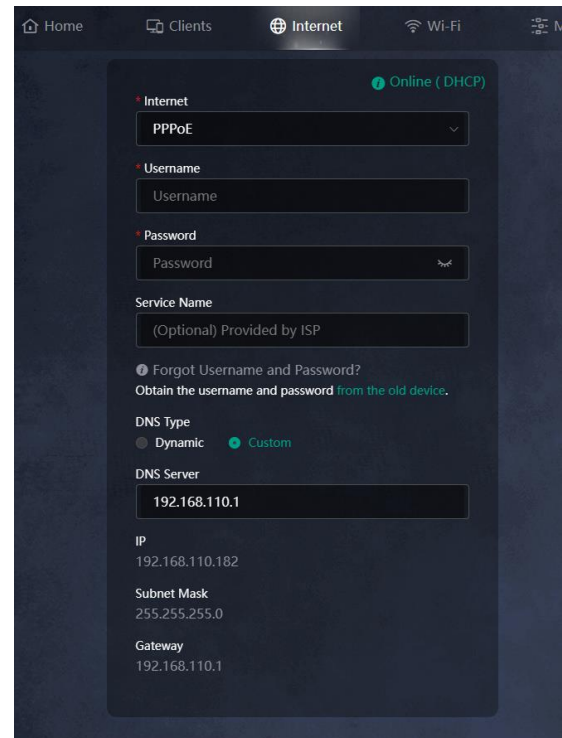 Home Clients Internet Wi-Fi
Online ( DHCP)
* Internet
PPPoE
* Username
Username
* Password
Password
Service Name
(Optional) Provided by ISP
Forgot Username and Password?
Obtain the username and password from the old device.
DNS Type
Dynamic Custom
DNS Server
192.168.110.1
IP
192.168.110.182
Subnet Mask
255.255.255.0
Gateway
192.168.110.1